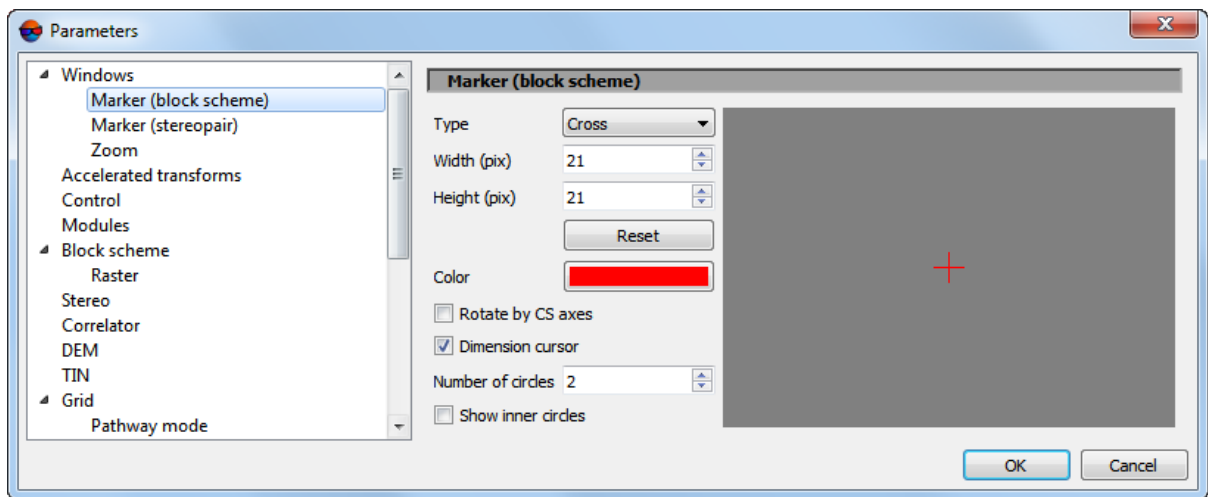 Parameters
Windows
Marker (block scheme)
Marker (stereopair)
Zoom
Accelerated transforms
Control
Modules
Block scheme
Raster
Stereo
Correlator
DEM
TIN
Grid
Pathway mode
Marker (block scheme)
Type Cross
Width (pix) 21
Height (pix) 21
Reset
Color
Rotate by CS axes
Dimension cursor
Number of circles 2
Show inner circles
OK Cancel